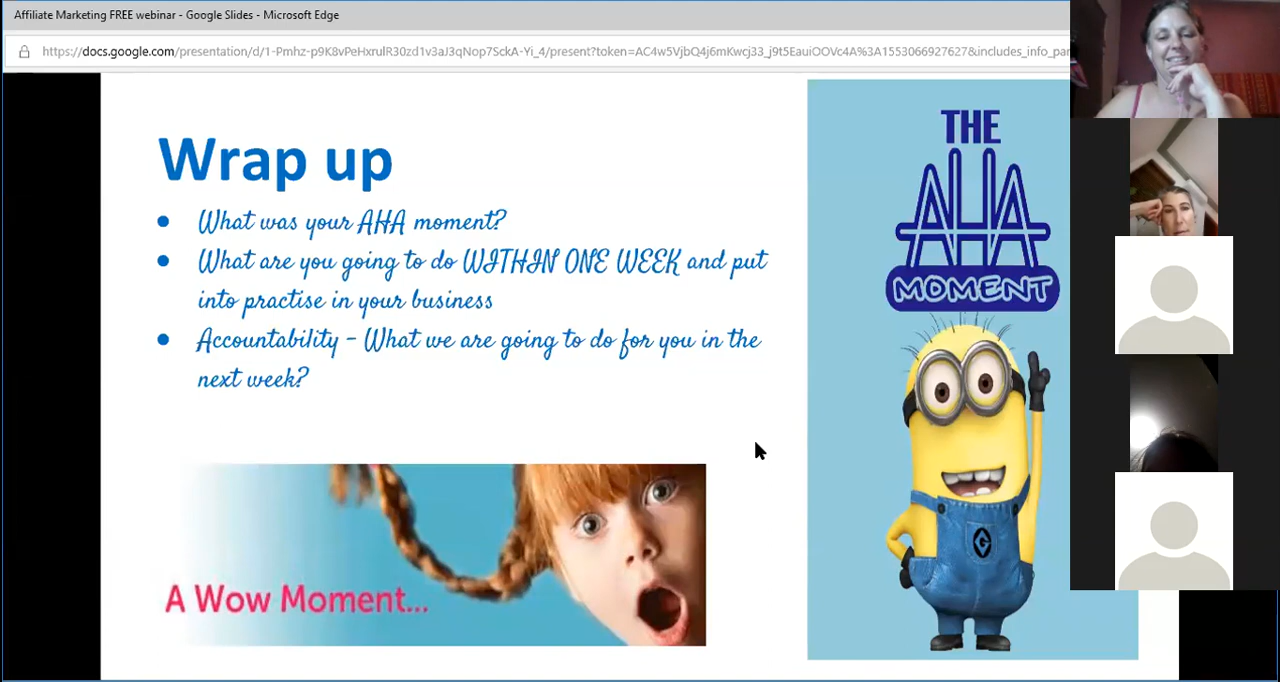 Affiliate Marketing FREE webinar - Google Slides - Microsoft Edge
Wrap up
● What was your AHA moment?
● What are you going to do WITHIN ONE WEEK and put
into practise in your business
● Accountability - What we are going to do for you in the
next week?
THE
AHA
MOMENT
A Wow Moment...